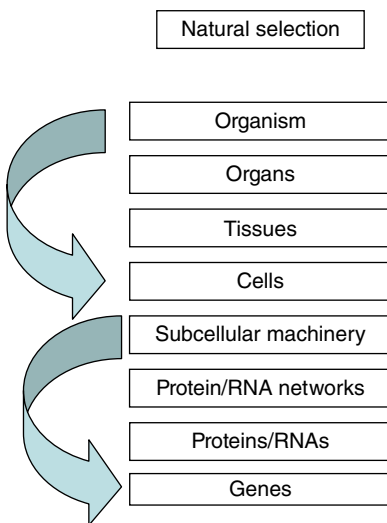 Natural selection
Organism
Organs
Tissues
Cells
Subcellular machinery
Protein/RNA networks
Proteins/RNAs
Genes